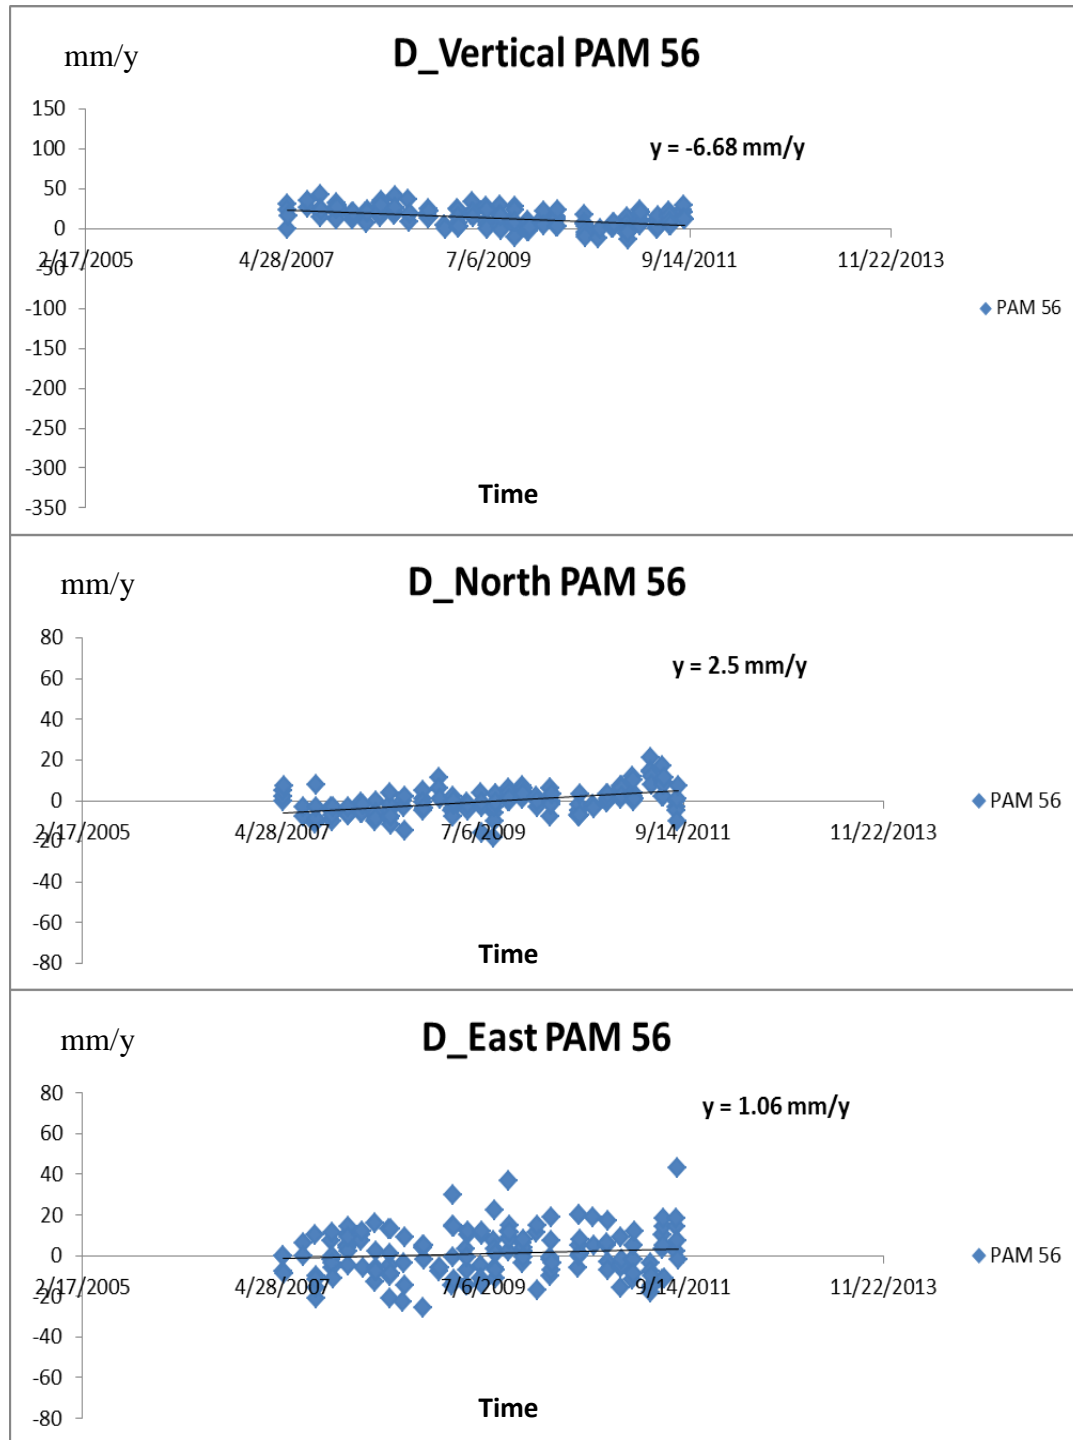 mm/y
D_Vertical PAM 56
150
y = -6.68 mm/y
100
50
0
2/17/2005 4/28/2007 7/6/2009 9/14/2011 11/22/2013
-50
-100
PAM 56
-150
-200
-250
-300
Time
-350
mm/y
D_North PAM 56
80
y = 2.5 mm/y
60
40
20
0
PAM 56
2/17/2005 4/28/2007 7/6/2009 9/14/2011 11/22/2013
-20
-40
-60
Time
-80
mm/y
D_East PAM 56
80
y = 1.06 mm/y
60
40
20
0
PAM 56
2/17/2005 4/28/2007 7/6/2009 9/14/2011 11/22/2013
-20
-40
-60
Time
-80